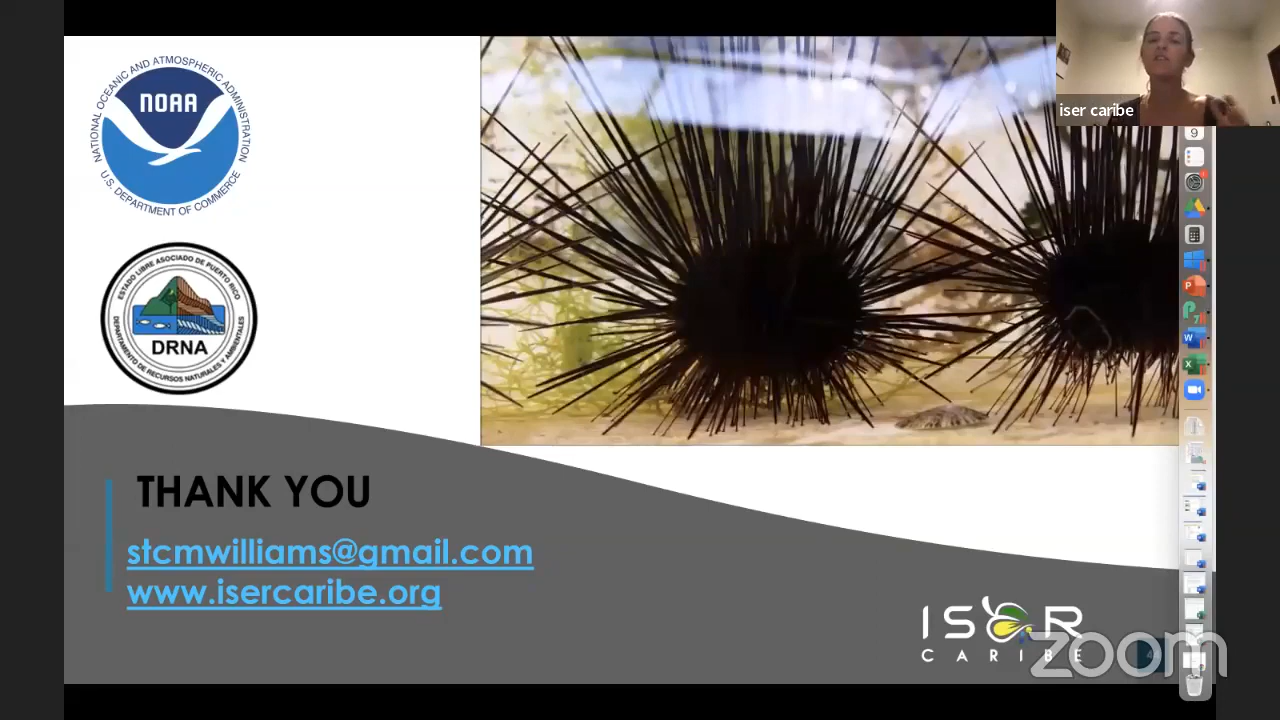 NATIONAL OCEANIC AND ATMOSPHERIC ADMINISTRATION
NOAA
U.S. DEPARTMENT OF COMMERCE
ESTADO LIBRE ASOCIADO DE PUERTO RICO
DRNA
DEPARTAMENTO DE RECURSOS NATURALES Y AMBIENTALES
iser caribe
9
THANK YOU
stcmwilliams@gmail.com
www.isercaribe.org
ISER
CARIBE
zoom